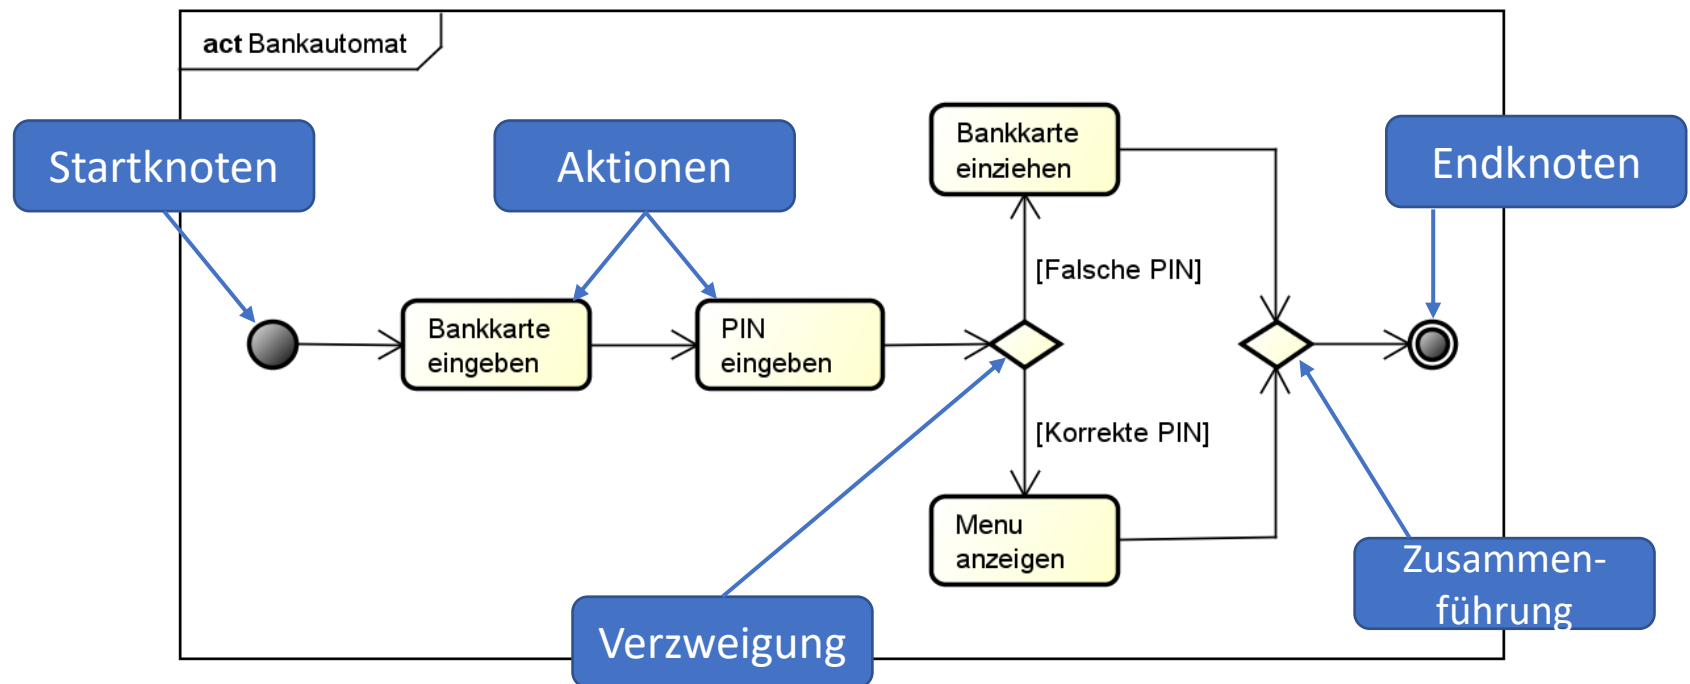 act Bankautomat
Startknoten
Aktionen
Bankkarte
einziehen
Endknoten
[Falsche PIN]
Bankkarte
eingeben
PIN
eingeben
[Korrekte PIN]
Menu
anzeigen
Zusammen-
führung
Verzweigung